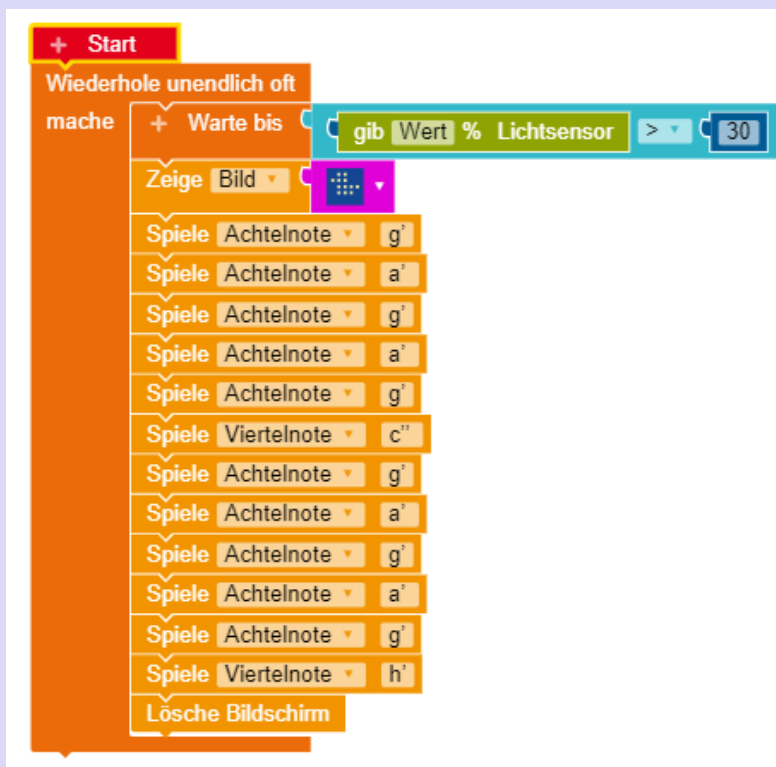 + Start
Wiederhole unendlich oft
mache + Warte bis gib Wert % Lichtsensor > 30
Zeige Bild
Spiele Achtelnote g’
Spiele Achtelnote a’
Spiele Achtelnote g’
Spiele Achtelnote a’
Spiele Achtelnote g’
Spiele Viertelnote c’’
Spiele Achtelnote g’
Spiele Achtelnote a’
Spiele Achtelnote g’
Spiele Achtelnote a’
Spiele Achtelnote g’
Spiele Viertelnote h’
Lösche Bildschirm